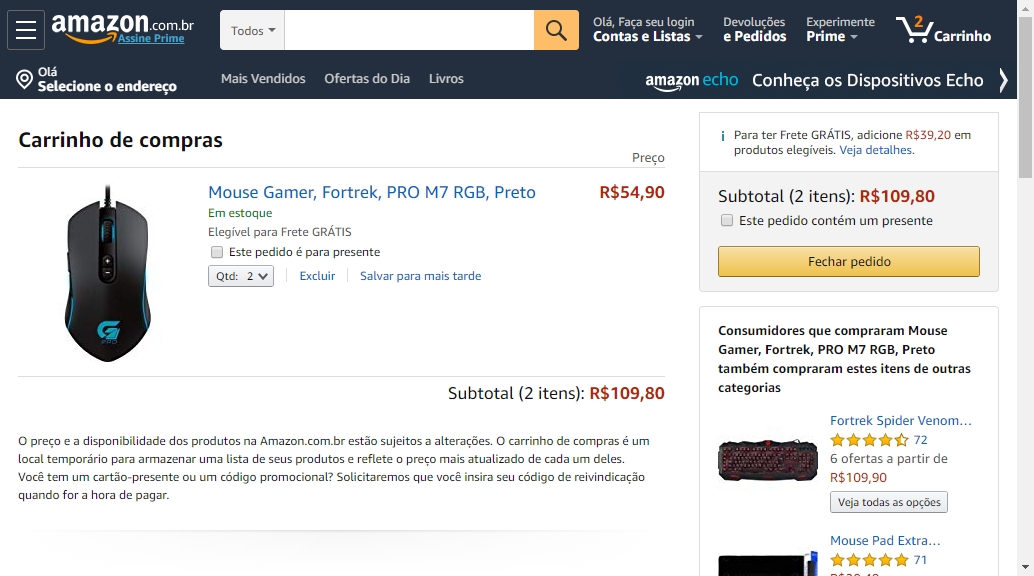 amazon.com.br
Assine Prime
Todos
Olá, Faça seu login
Contas e Listas
Devoluções
e Pedidos
Experimente
Prime
2
Carrinho
Olá
Selecione o endereço
Mais Vendidos
Ofertas do Dia
Livros
amazon echo
Conheça os Dispositivos Echo
Carrinho de compras
Preço
Mouse Gamer, Fortrek, PRO M7 RGB, Preto
R$54,90
Em estoque
Elegível para Frete GRÁTIS
Este pedido é para presente
Qtd: 2
Excluir
Salvar para mais tarde
PRO
Subtotal (2 itens): R$109,80
O preço e a disponibilidade dos produtos na Amazon.com.br estão sujeitos a alterações. O carrinho de compras é um
local temporário para armazenar uma lista de seus produtos e reflete o preço mais atualizado de cada um deles.
Você tem um cartão-presente ou um código promocional? Solicitaremos que você insira seu código de reivindicação
quando for a hora de pagar.
Para ter Frete GRÁTIS, adicione R$39,20 em
produtos elegíveis. Veja detalhes.
Subtotal (2 itens): R$109,80
Este pedido contém um presente
Fechar pedido
Consumidores que compraram Mouse
Gamer, Fortrek, PRO M7 RGB, Preto
também compraram estes itens de outras
categorias
Fortrek Spider Venom…
72
6 ofertas a partir de
R$109,90
Veja todas as opções
Mouse Pad Extra…
71